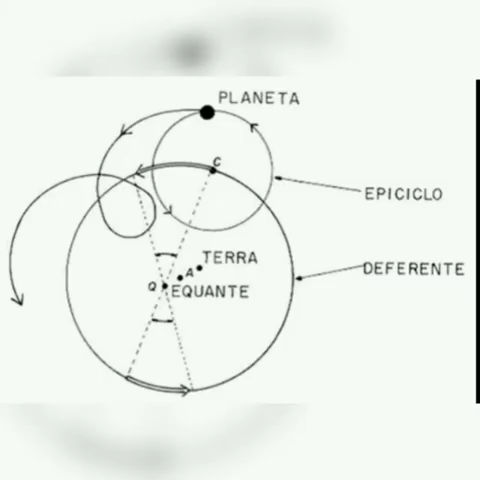 PLANETA
C
EPICICLO
TERRA
A
DEFERENTE
Q
EQUANTE